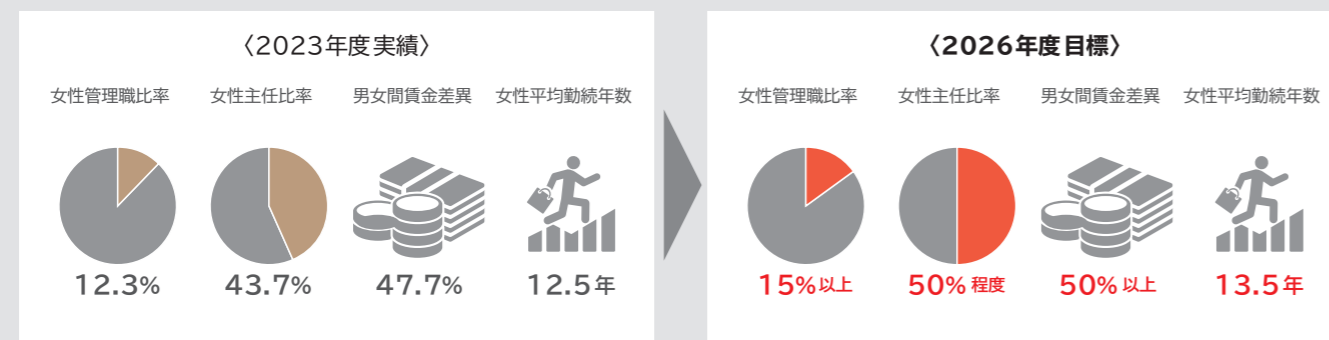 〈2023年度実績〉
女性管理職比率 女性主任比率 男女間賃金差異 女性平均勤続年数
12.3% 43.7% 47.7% 12.5年
〈2026年度目標〉
女性管理職比率 女性主任比率 男女間賃金差異 女性平均勤続年数
15%以上 50%程度 50%以上 13.5年